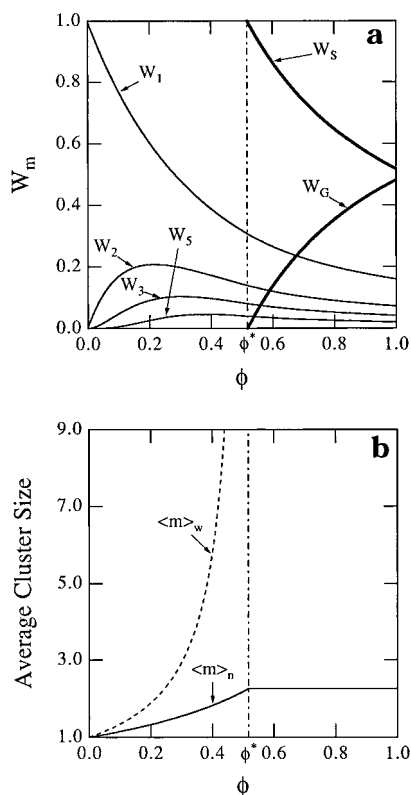 a
1.0
0.8
0.6
0.4
0.2
0.0
W_m
W_1
W_S
W_G
W_2
W_5
W_3
0.0 0.2 0.4 ϕ* 0.6 0.8 1.0
ϕ
b
9.0
7.0
5.0
3.0
1.0
Average Cluster Size
<m>_w
<m>_n
0.0 0.2 0.4 ϕ* 0.6 0.8 1.0
ϕ